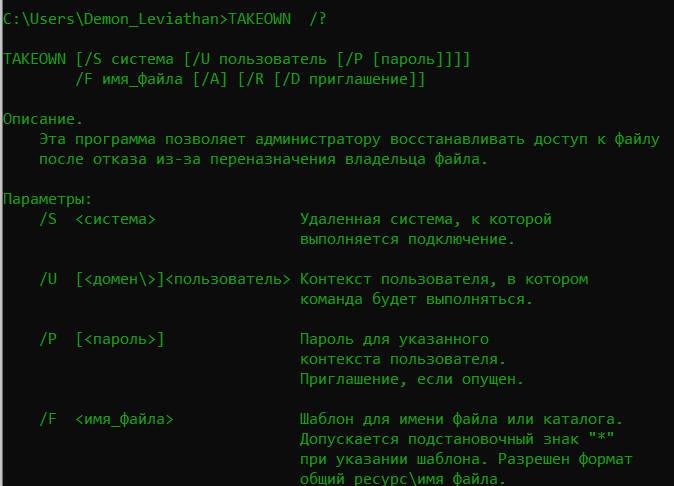 C:\Users\Demon_Leviathan>TAKEOWN  /?
TAKEOWN [/S система [/U пользователь [/P [пароль]]]]
        /F имя_файла [/A] [/R [/D приглашение]]
Описание.
    Эта программа позволяет администратору восстанавливать доступ к файлу
    после отказа из-за переназначения владельца файла.
Параметры:
    /S  <система>                Удаленная система, к которой
                                 выполняется подключение.
    /U  [<домен\>]<пользователь> Контекст пользователя, в котором
                                 команда будет выполняться.
    /P  [<пароль>]               Пароль для указанного
                                 контекста пользователя.
                                 Приглашение, если опущен.
    /F  <имя_файла>              Шаблон для имени файла или каталога.
                                 Допускается подстановочный знак "*"
                                 при указании шаблона. Разрешен формат
                                 общий ресурс\имя файла.